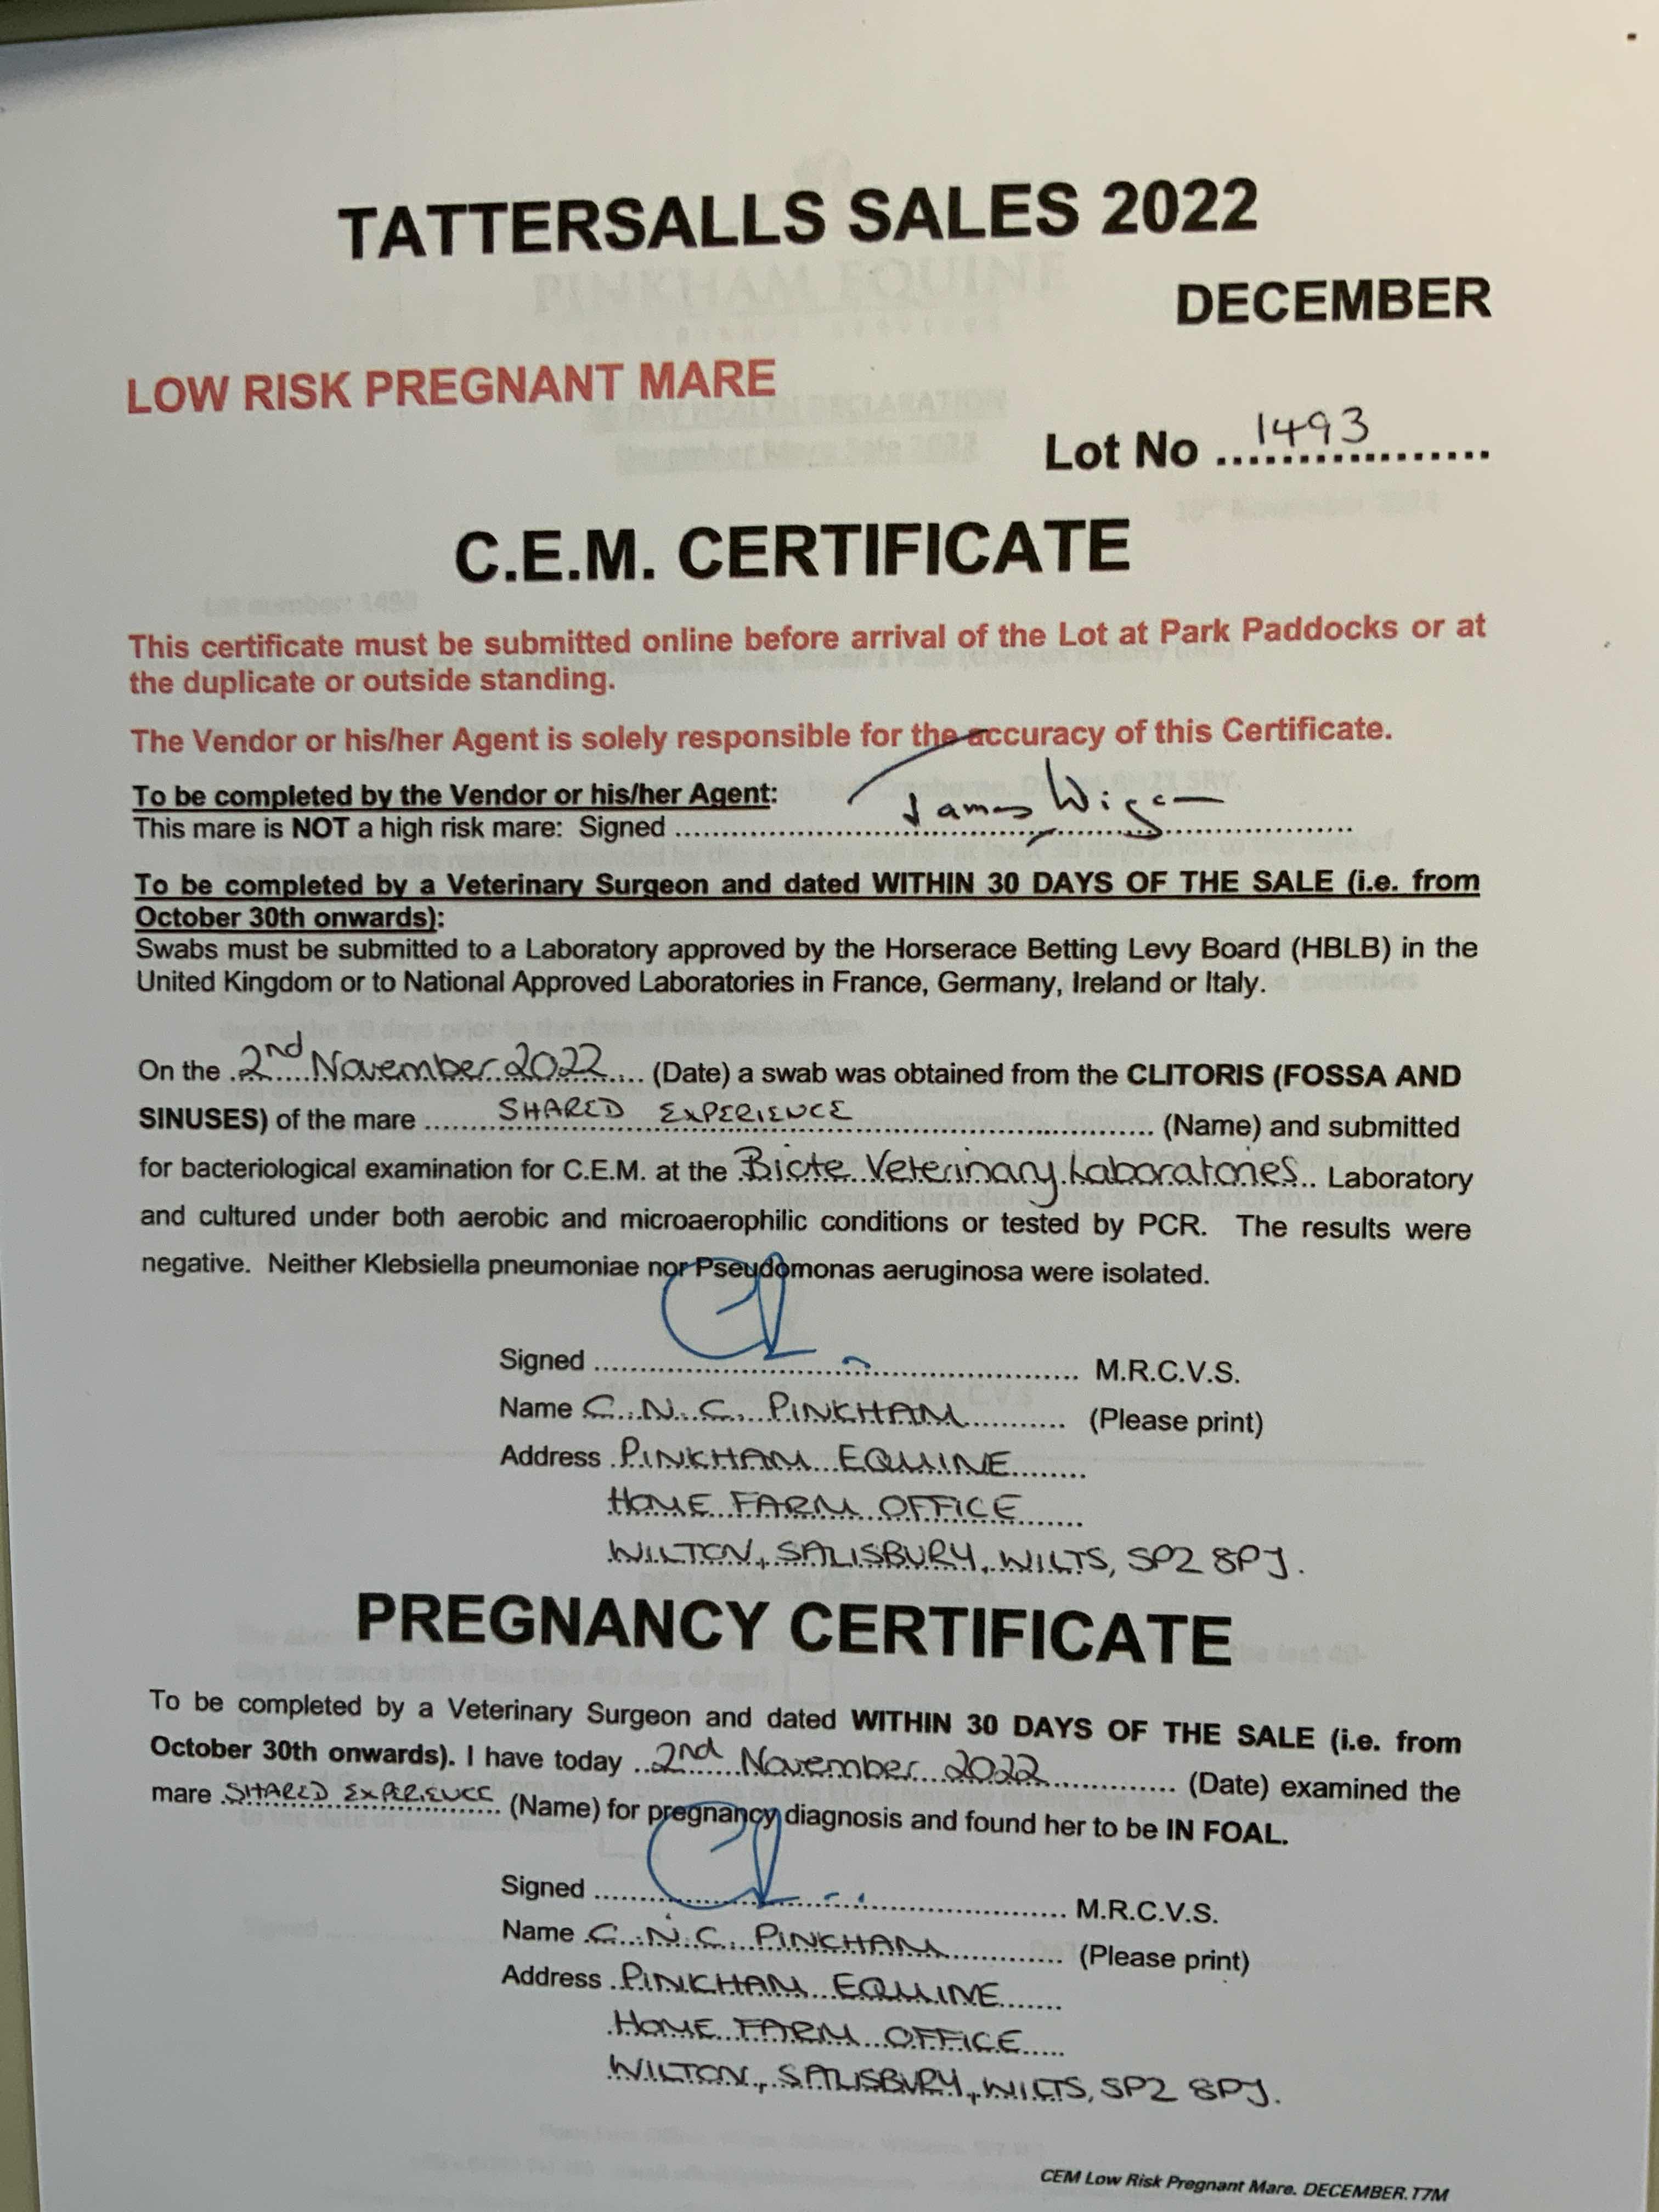 TATTERSALLS SALES 2022
DECEMBER
LOW RISK PREGNANT MARE
Lot No 1493
C.E.M. CERTIFICATE
This certificate must be submitted online before arrival of the Lot at Park Paddocks or at
the duplicate or outside standing.
The Vendor or his/her Agent is solely responsible for the accuracy of this Certificate.
To be completed by the Vendor or his/her Agent:
This mare is NOT a high risk mare: Signed James Wigan
To be completed by a Veterinary Surgeon and dated WITHIN 30 DAYS OF THE SALE (i.e. from
October 30th onwards):
Swabs must be submitted to a Laboratory approved by the Horserace Betting Levy Board (HBLB) in the
United Kingdom or to National Approved Laboratories in France, Germany, Ireland or Italy.
On the 2nd November 2022 (Date) a swab was obtained from the CLITORIS (FOSSA AND
SINUSES) of the mare SHARED EXPERIENCE (Name) and submitted
for bacteriological examination for C.E.M. at the Biote Veterinary Laboratories Laboratory
and cultured under both aerobic and microaerophilic conditions or tested by PCR. The results were
negative. Neither Klebsiella pneumoniae nor Pseudomonas aeruginosa were isolated.
Signed M.R.C.V.S.
Name C.N.C. PINKHAM (Please print)
Address PINKHAM EQUINE
HOME FARM OFFICE
WILTON, SALISBURY, WILTS, SP2 8PJ.
PREGNANCY CERTIFICATE
To be completed by a Veterinary Surgeon and dated WITHIN 30 DAYS OF THE SALE (i.e. from
October 30th onwards). I have today 2nd November 2022 (Date) examined the
mare SHARED EXPERIENCE (Name) for pregnancy diagnosis and found her to be IN FOAL.
Signed M.R.C.V.S.
Name C.N.C. PINKHAM (Please print)
Address PINKHAM EQUINE
HOME FARM OFFICE
WILTON, SALISBURY, WILTS, SP2 8PJ.
CEM Low Risk Pregnant Mare. DECEMBER.T7M